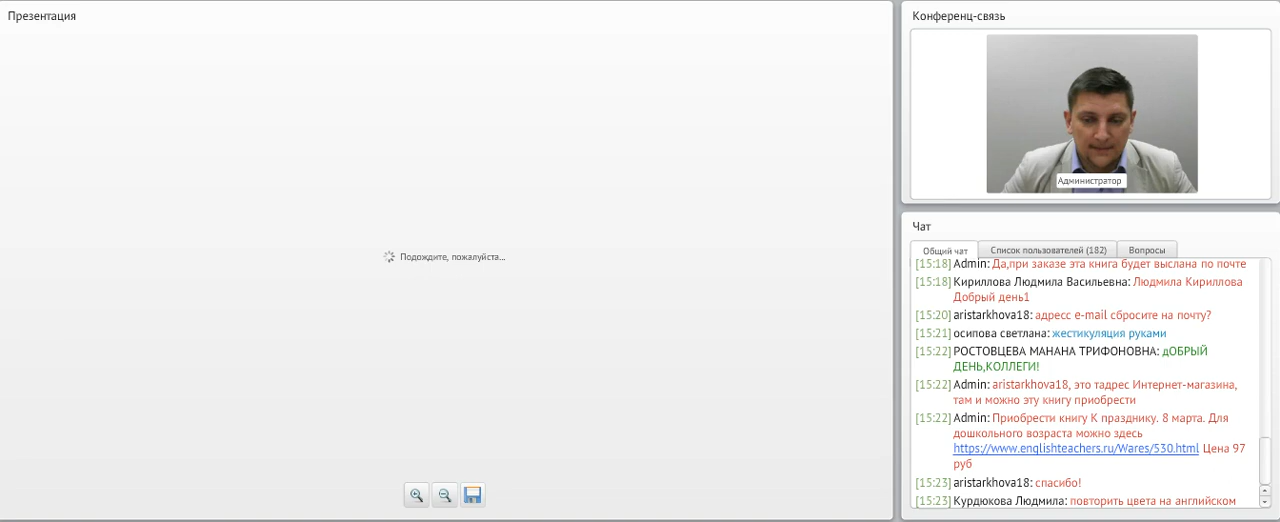 Презентация
Подождите, пожалуйста...
Конференц-связь
Администратор
Чат
Общий чат
Список пользователей (182)
Вопросы
[15:18] Admin: Да,при заказе эта книга будет выслана по почте
[15:18] Кириллова Людмила Васильевна: Людмила Кириллова
Добрый день1
[15:20] aristarkhova18: адресс e-mail сбросите на почту?
[15:21] осипова светлана: жестикуляция руками
[15:22] РОСТОВЦЕВА МАНАНА ТРИФОНОВНА: дОБРЫЙ
ДЕНЬ,КОЛЛЕГИ!
[15:22] Admin: aristarkhova18, это тадрес Интернет-магазина,
там и можно эту книгу приобрести
[15:22] Admin: Приобрести книгу К празднику. 8 марта. Для
дошкольного возраста можно здесь
https://www.englishteachers.ru/Wares/530.html Цена 97
руб
[15:23] aristarkhova18: спасибо!
[15:23] Курдюкова Людмила: повторить цвета на английском